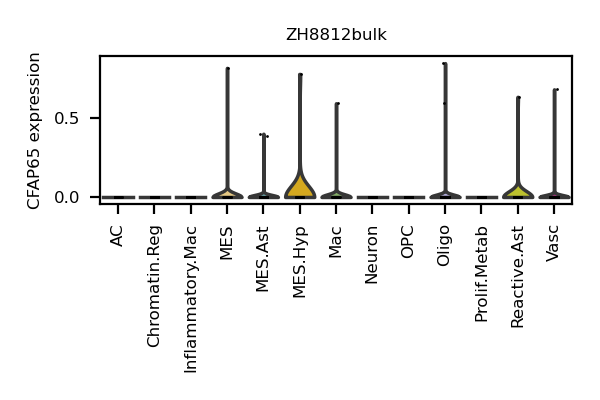 ZH8812bulk
CFAP65 expression
0.5
0.0
AC
Chromatin.Reg
Inflammatory.Mac
MES
MES.Ast
MES.Hyp
Mac
Neuron
OPC
Oligo
Prolif.Metab
Reactive.Ast
Vasc